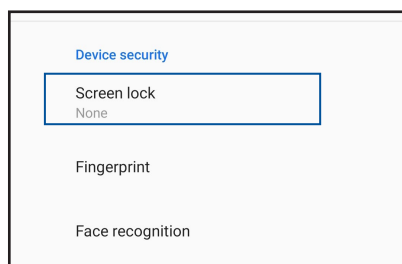 Device security
Screen lock
None
Fingerprint
Face recognition